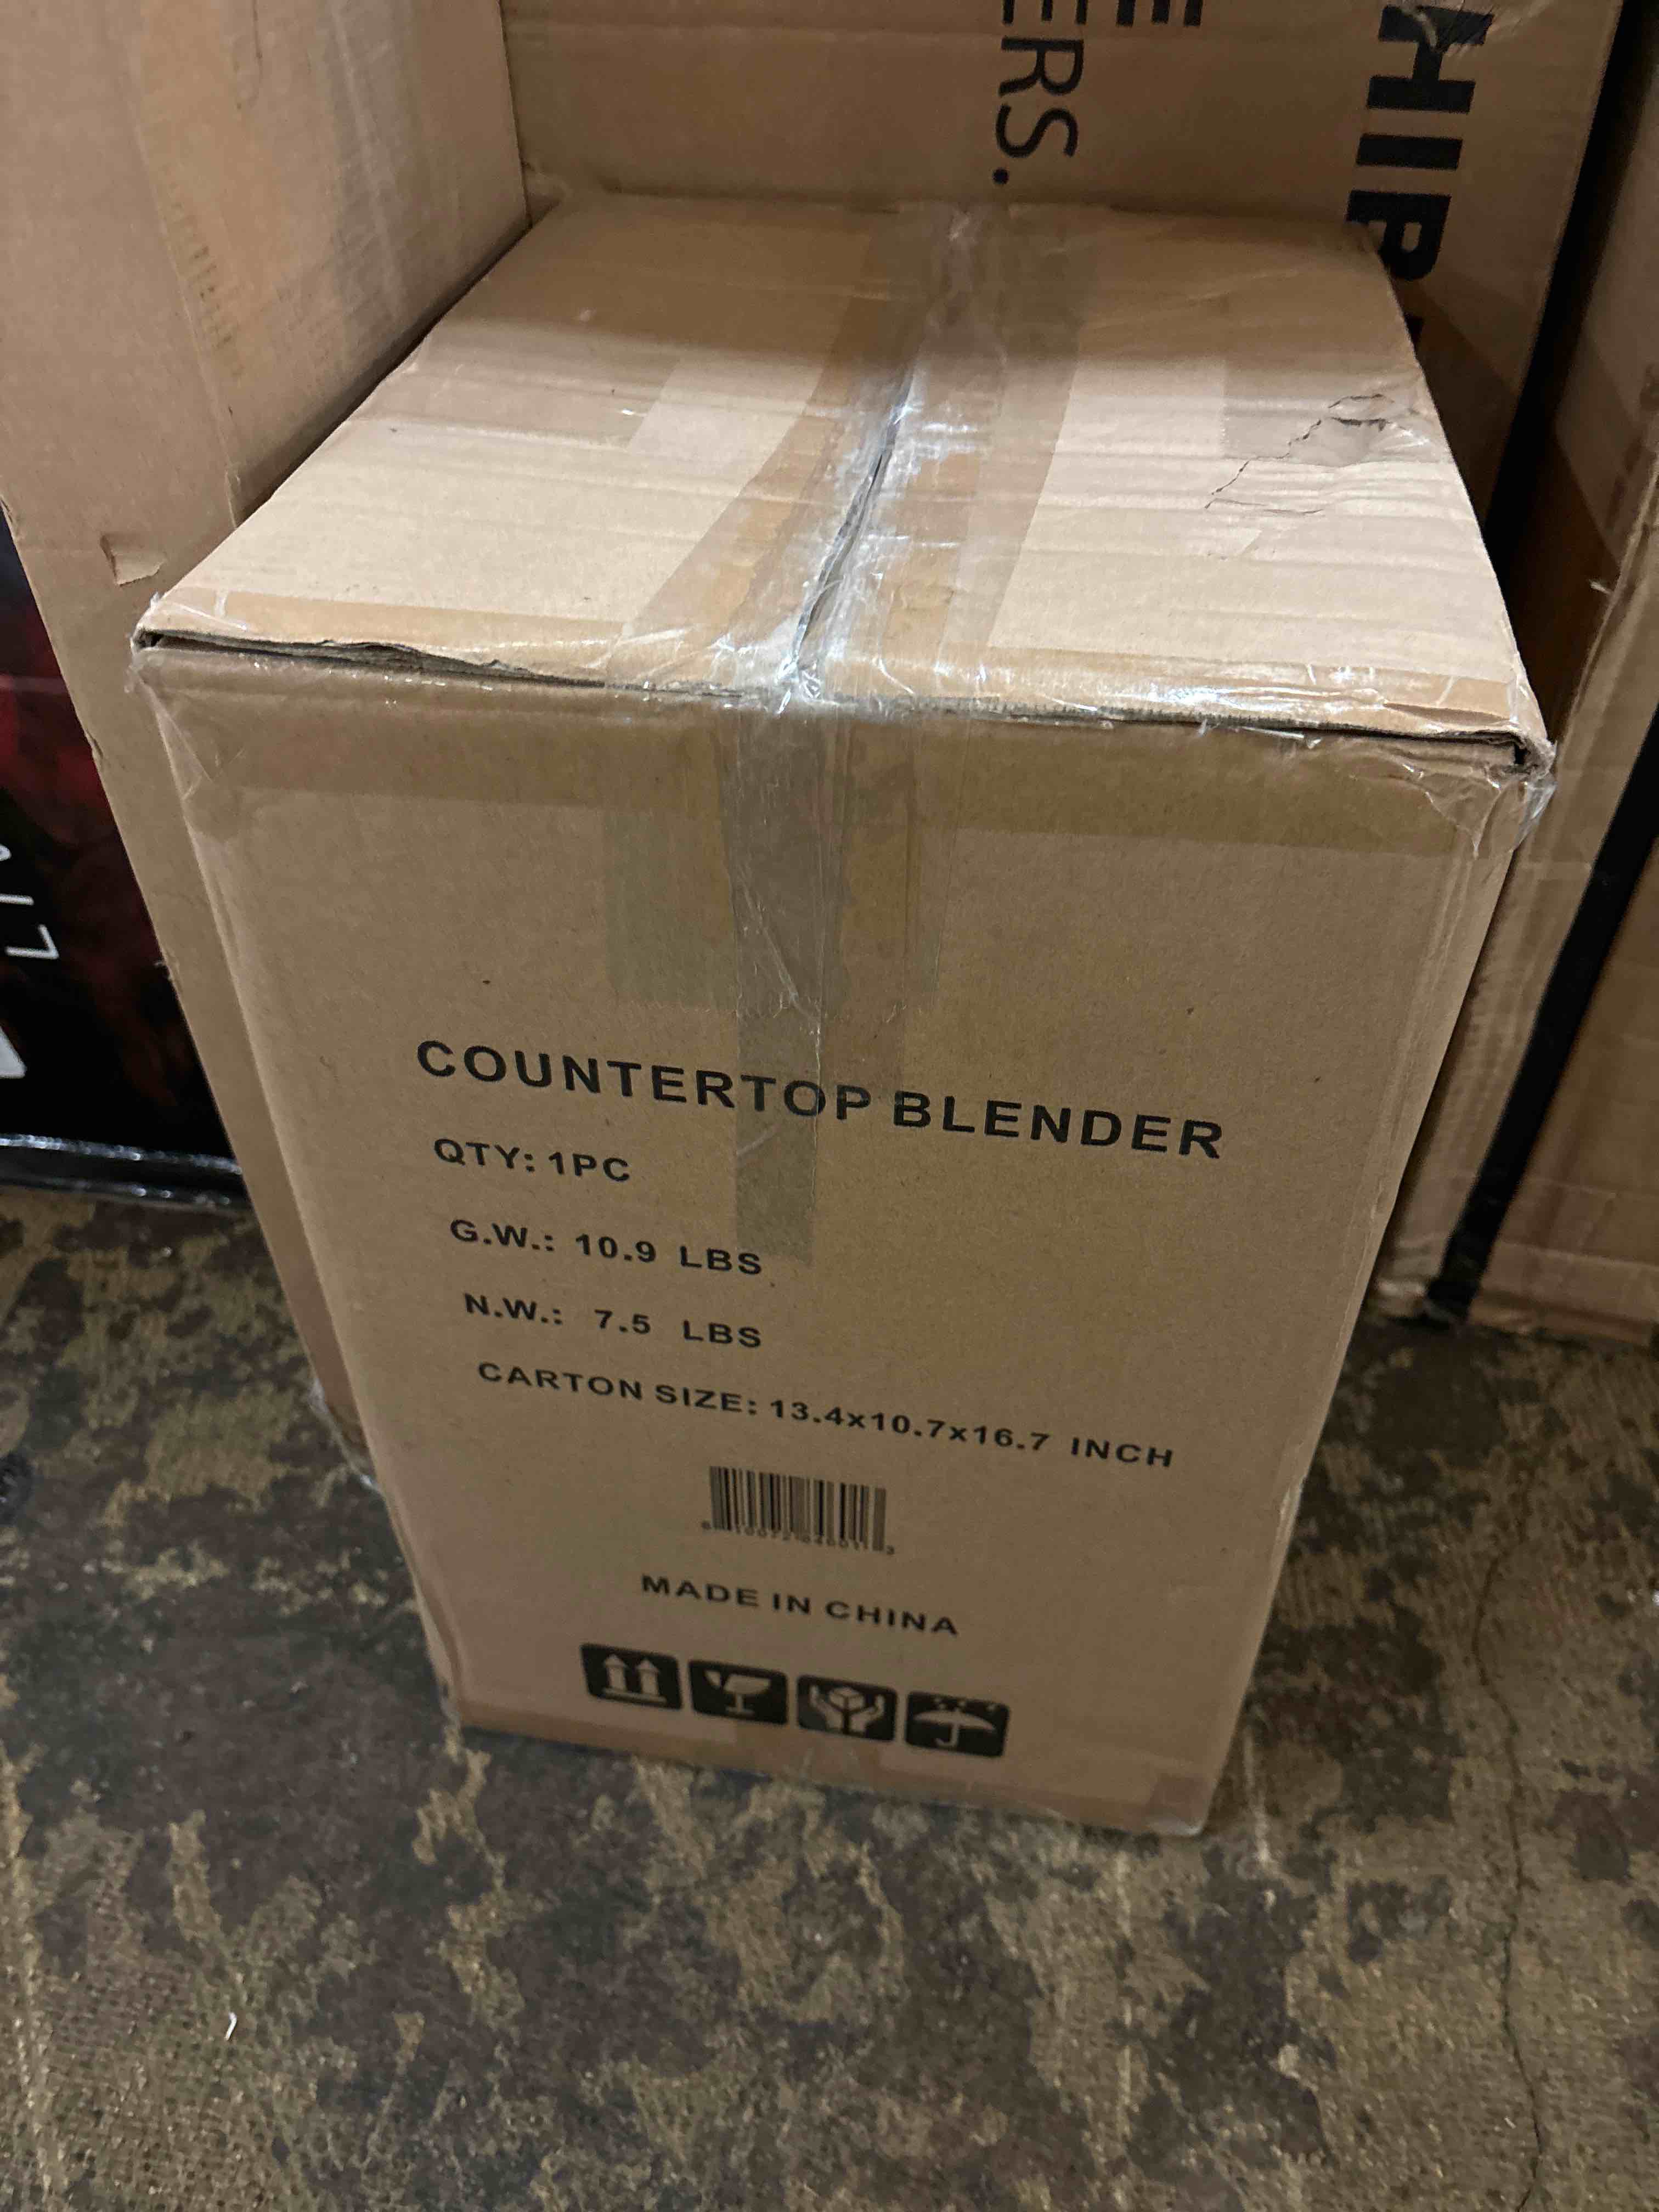 ERS.
HIP
COUNTERTOP BLENDER
QTY: 1PC
G.W.: 10.9 LBS
N.W.: 7.5 LBS
CARTON SIZE: 13.4x10.7x16.7 INCH
MADE IN CHINA